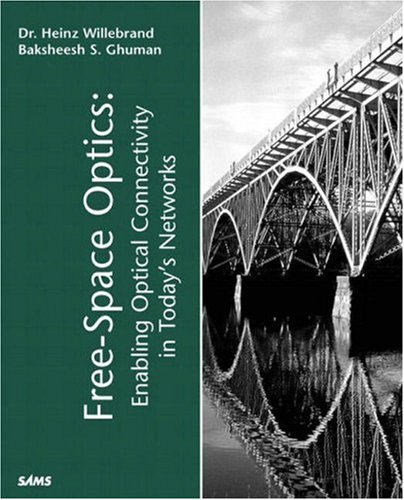 Dr. Heinz Willebrand
Baksheesh S. Ghuman
Free-Space Optics:
Enabling Optical Connectivity
in Today's Networks
SAMS